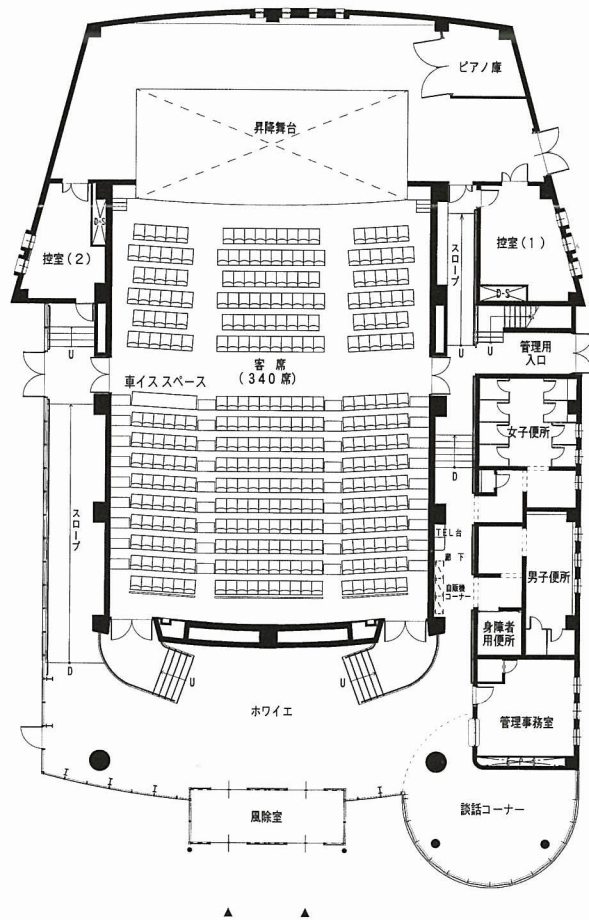 ピアノ庫
昇降舞台
D-S
控室(2)
スロープ
控室(1)
D-S
U
U
U
管理用
入口
客席
(340席)
車イススペース
女子便所
D
スロープ
TEL台
廊下
自販機
コーナー
男子便所
身障者
用便所
D
U
U
ホワイエ
管理事務室
風除室
談話コーナー